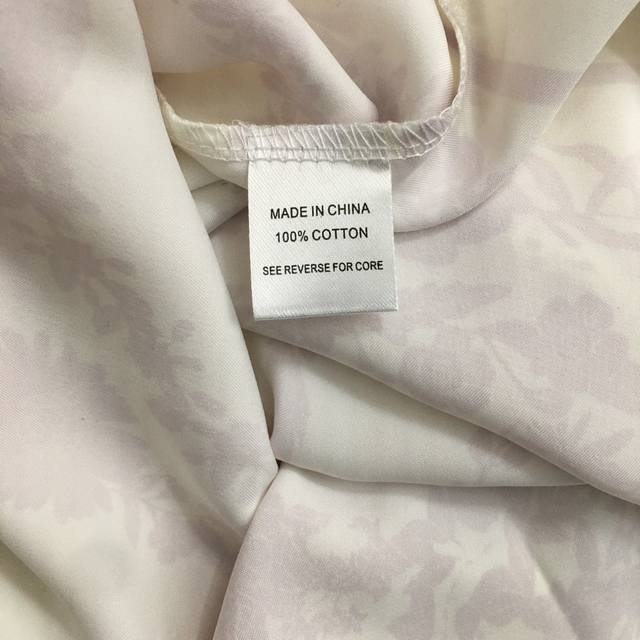 MADE IN CHINA
100% COTTON
SEE REVERSE FOR CORE